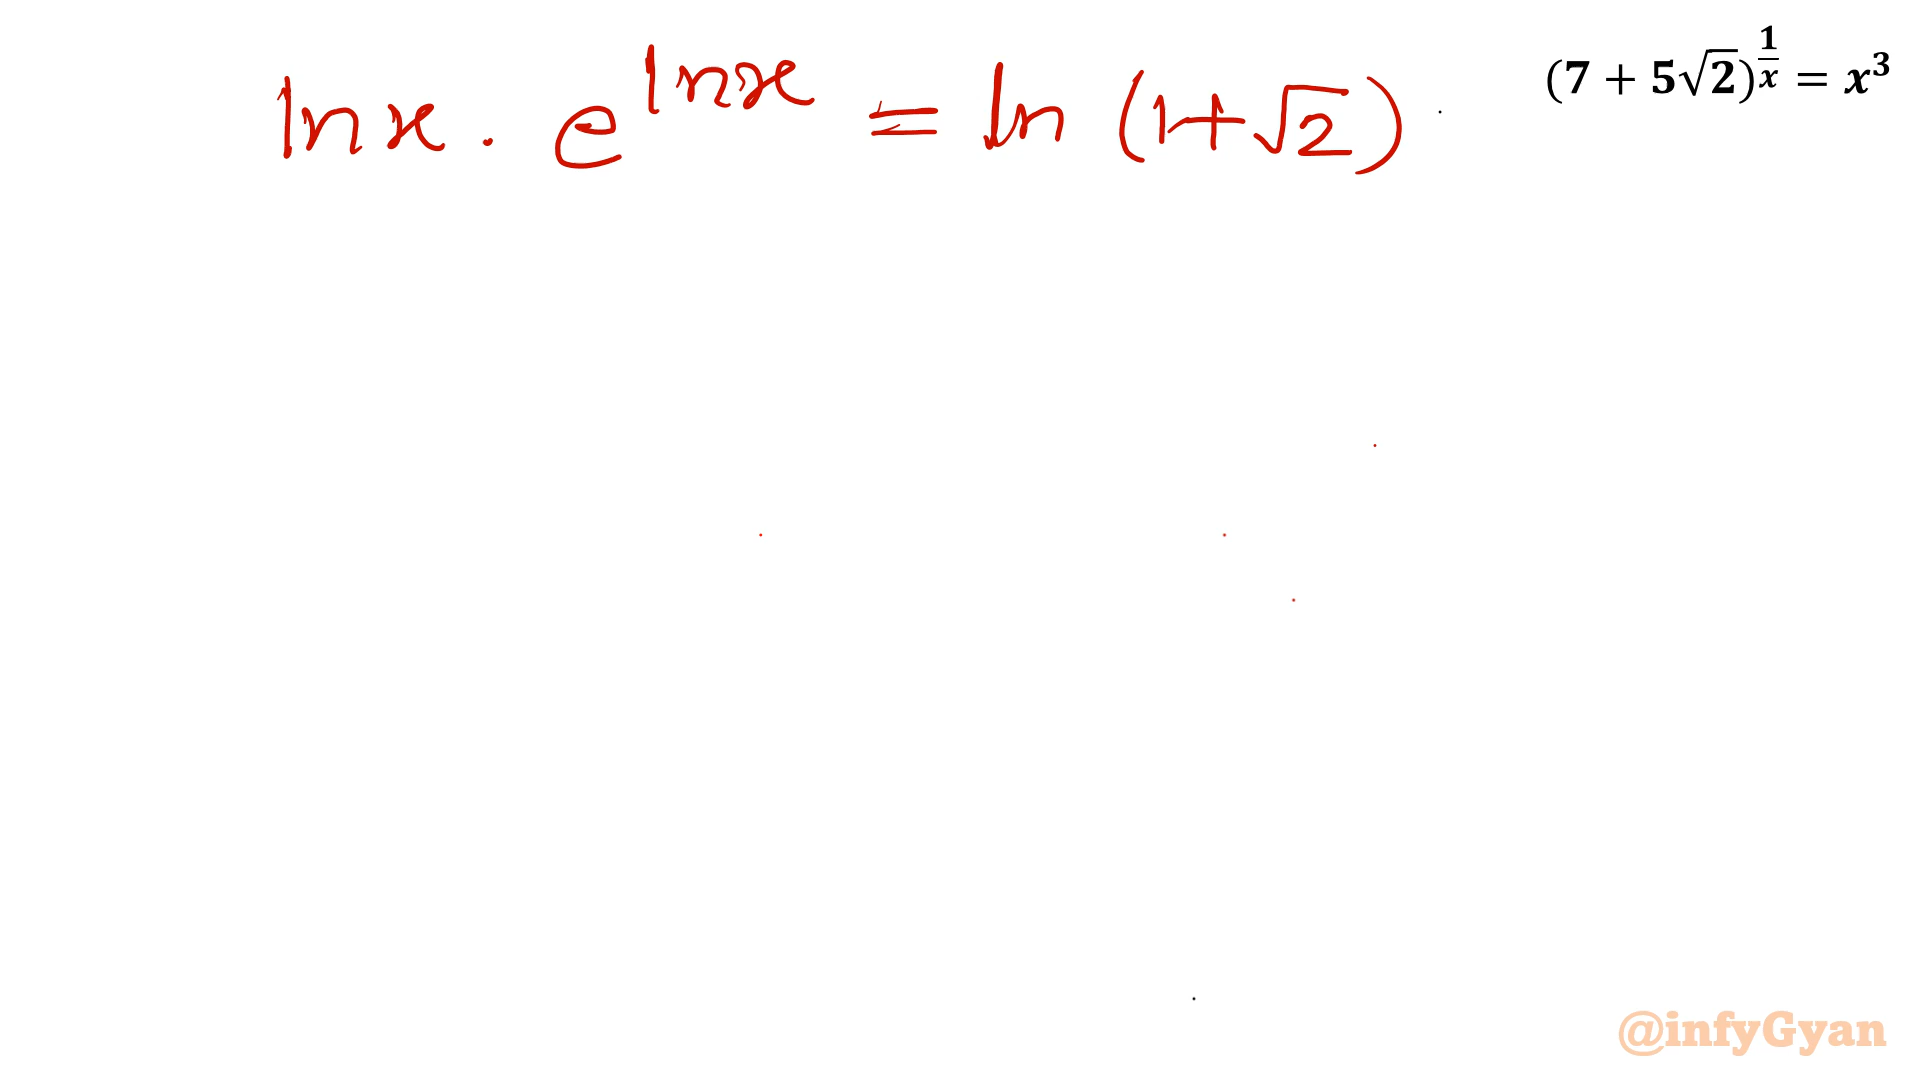 ln x . e^{ln x} = ln (1+√2)
(7 + 5√2)^{1/x} = x³
@infyGyan